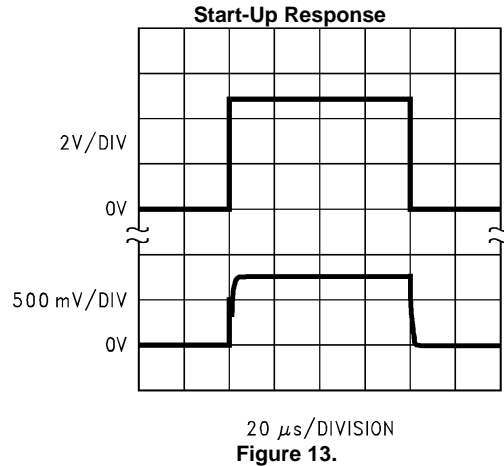 Start-Up Response
2V/DIV
0V
500 mV/DIV
0V
20 μs/DIVISION
Figure 13.